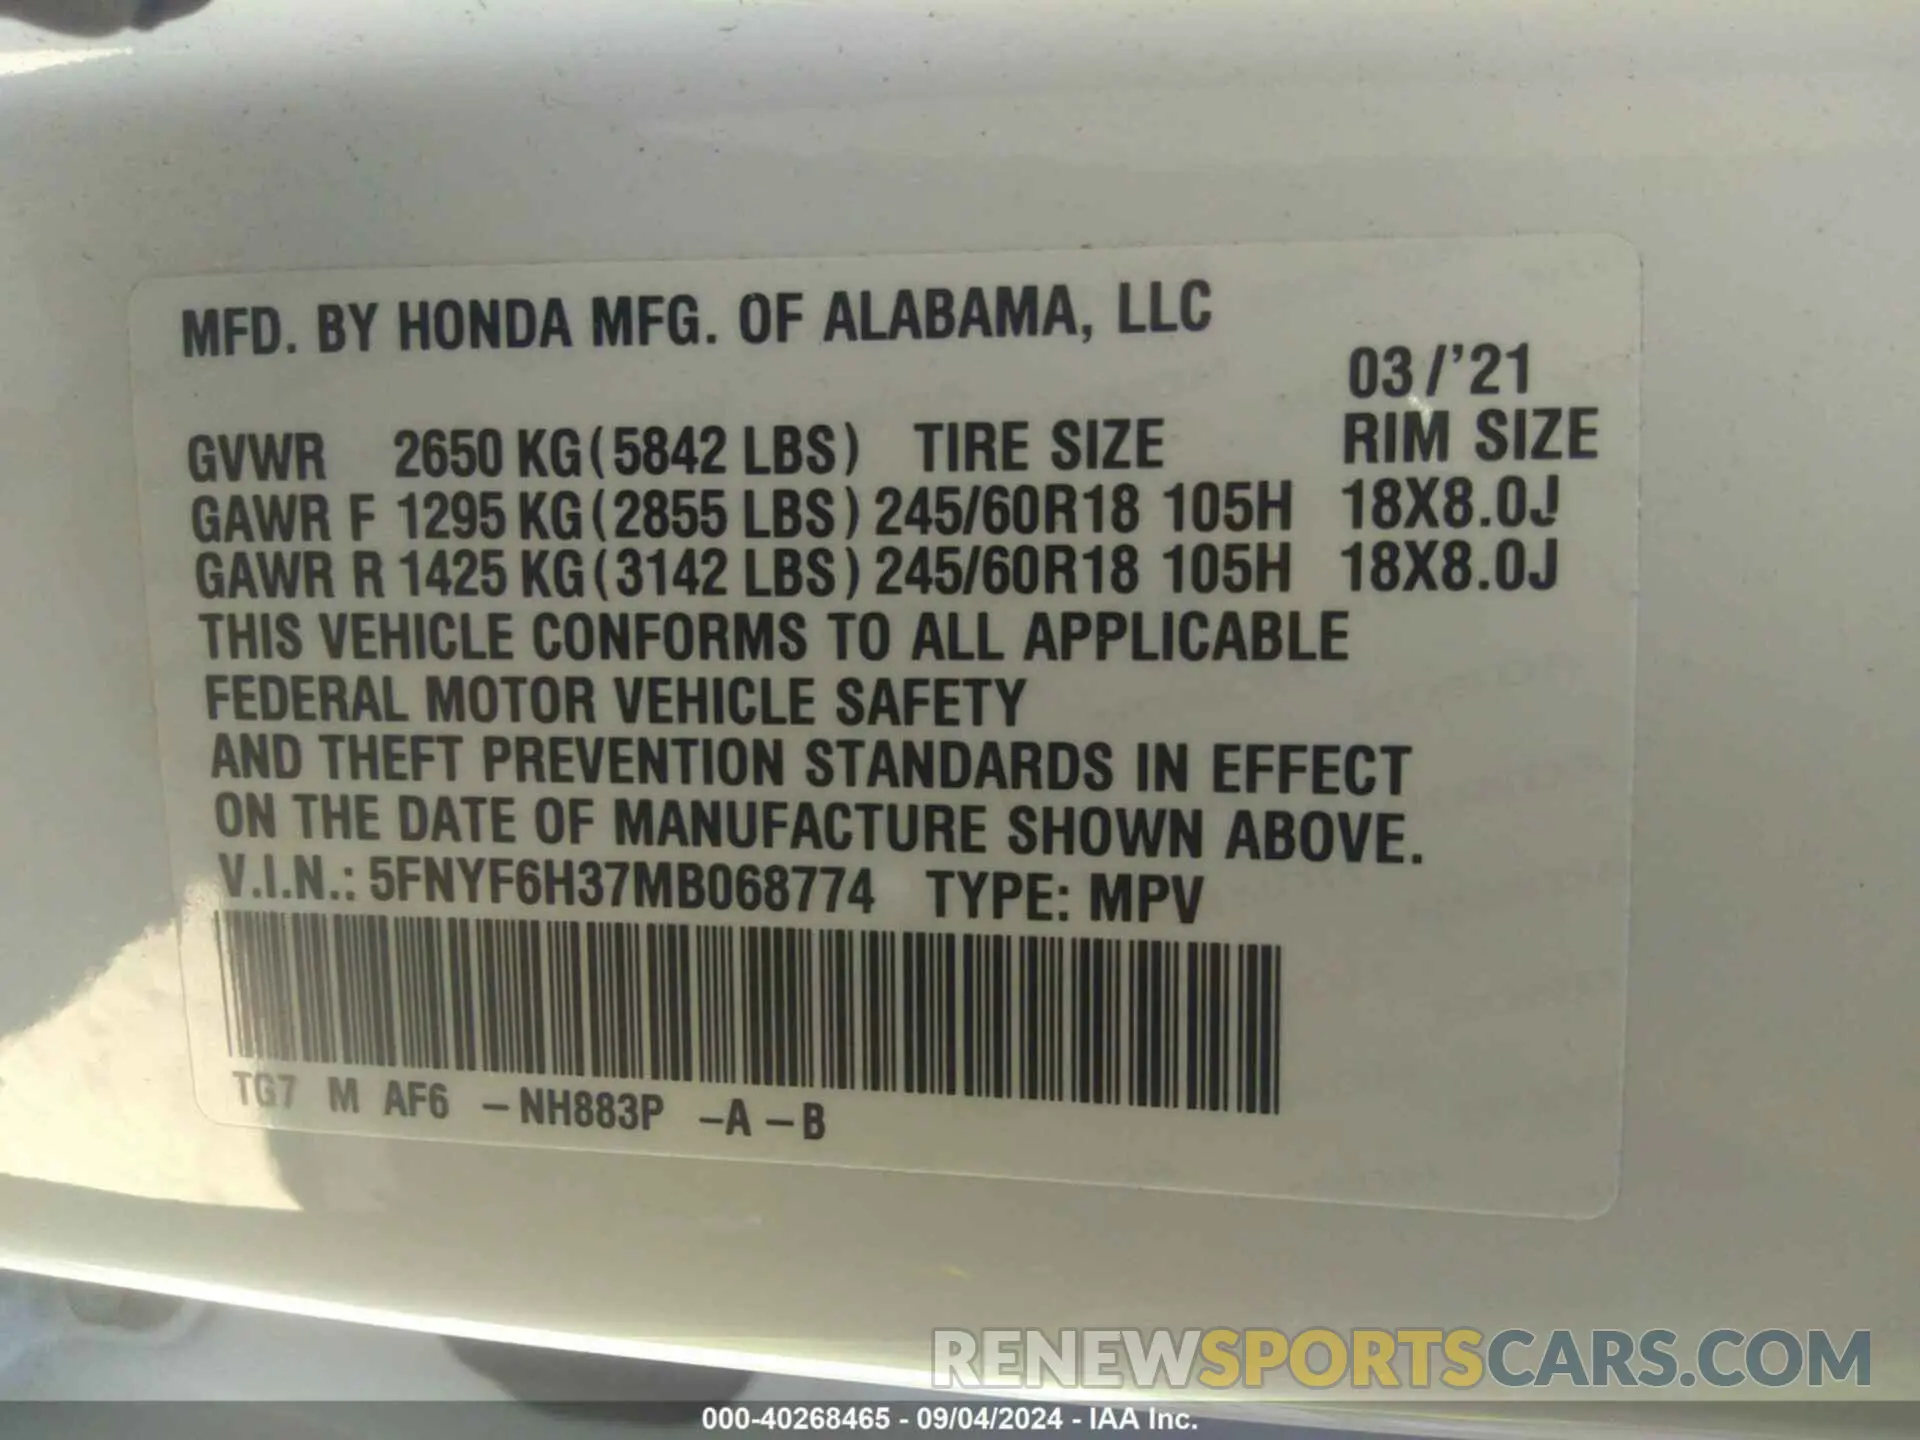 MFD. BY HONDA MFG. OF ALABAMA, LLC
03/'21
GVWR 2650 KG (5842 LBS) TIRE SIZE RIM SIZE
GAWR F 1295 KG (2855 LBS) 245/60R18 105H 18X8.0J
GAWR R 1425 KG (3142 LBS) 245/60R18 105H 18X8.0J
THIS VEHICLE CONFORMS TO ALL APPLICABLE
FEDERAL MOTOR VEHICLE SAFETY
AND THEFT PREVENTION STANDARDS IN EFFECT
ON THE DATE OF MANUFACTURE SHOWN ABOVE.
V.I.N.: 5FNYF6H37MB068774 TYPE: MPV
TG7 M AF6 –NH883P –A –B
RENEWSPORTSCARS.COM
000-40268465 - 09/04/2024 - IAA Inc.